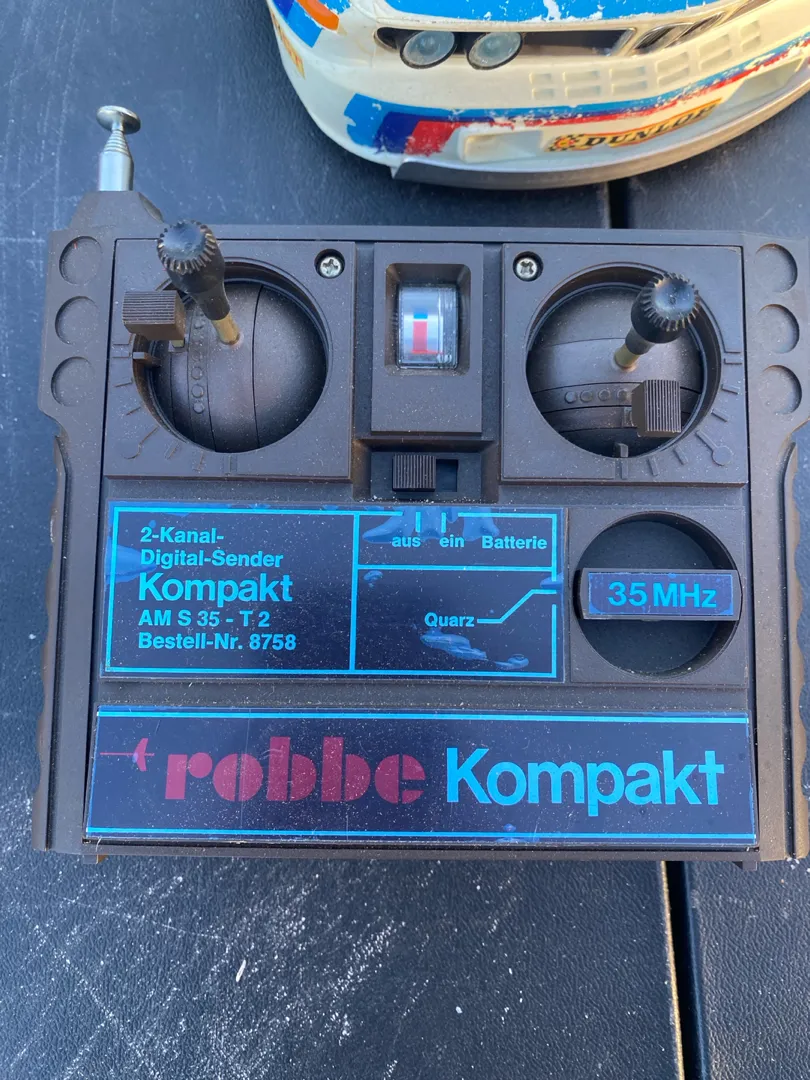 DUNLOP
2-Kanal-
Digital-Sender
Kompakt
AM S 35 - T 2
Bestell-Nr. 8758
aus ein Batterie
Quarz
35 MHz
robbe Kompakt